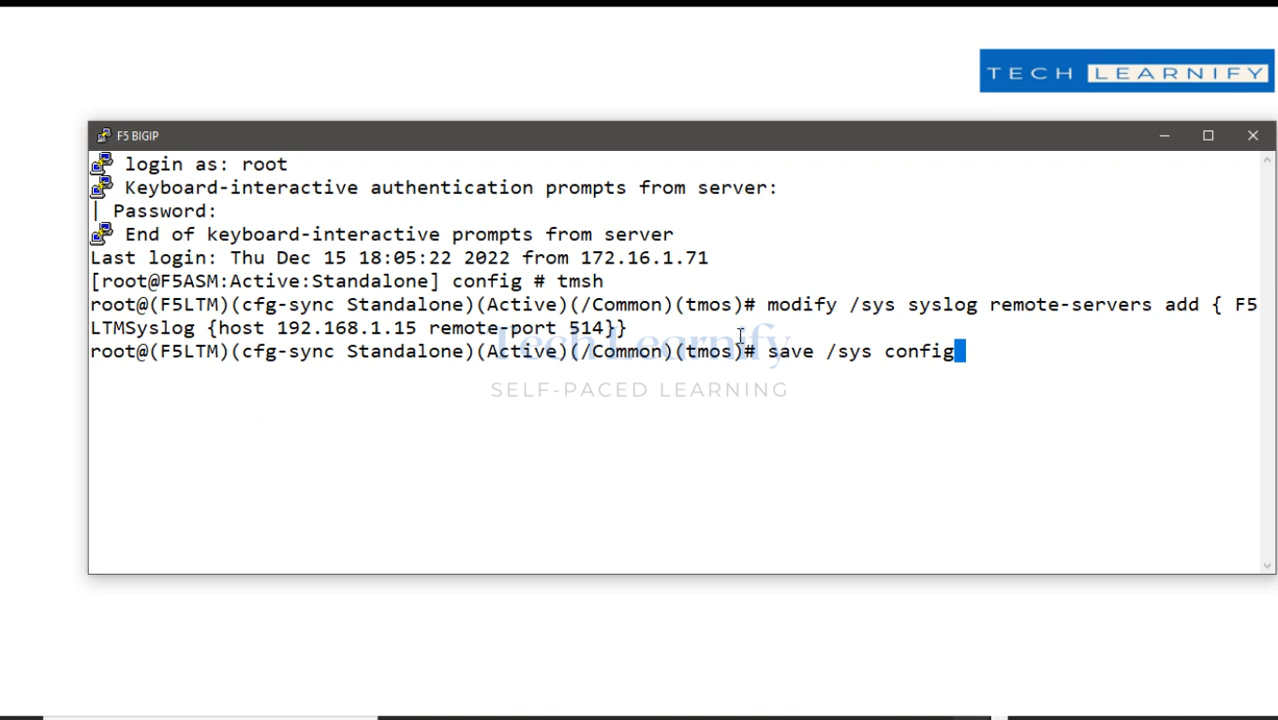 TECH LEARNIFY
F5 BIGIP
login as: root
Keyboard-interactive authentication prompts from server:
| Password:
End of keyboard-interactive prompts from server
Last login: Thu Dec 15 18:05:22 2022 from 172.16.1.71
[root@F5ASM:Active:Standalone] config # tmsh
root@(F5LTM)(cfg-sync Standalone)(Active)(/Common)(tmos)# modify /sys syslog remote-servers add { F5
LTMSyslog {host 192.168.1.15 remote-port 514}}
root@(F5LTM)(cfg-sync Standalone)(Active)(/Common)(tmos)# save /sys config
Tech Learnify
SELF-PACED LEARNING